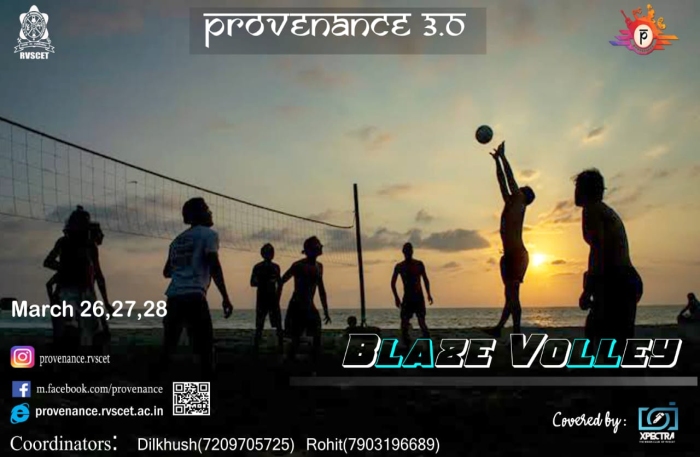 PROVENANCE 3.0
RVSCET
March 26,27,28
BLAZE VOLLEY
provenance.rvscet
m.facebook.com/provenance
provenance.rvscet.ac.in
Covered by :
XPECTRA
Coordinators: Dilkhush(7209705725) Rohit(7903196689)